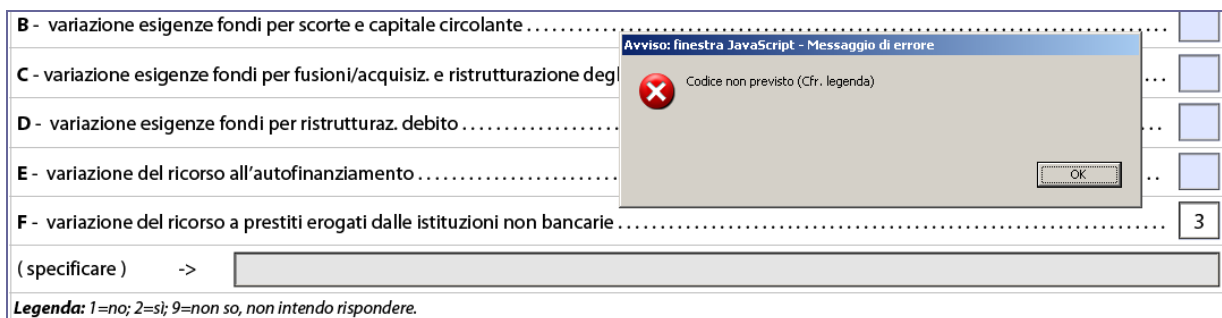 B - variazione esigenze fondi per scorte e capitale circolante
Avviso: finestra JavaScript - Messaggio di errore
C - variazione esigenze fondi per fusioni/acquisiz. e ristrutturazione degl
Codice non previsto (Cfr. legenda)
D - variazione esigenze fondi per ristrutturaz. debito
E - variazione del ricorso all'autofinanziamento
OK
F - variazione del ricorso a prestiti erogati dalle istituzioni non bancarie 3
( specificare ) ->
Legenda: 1=no; 2=sì; 9=non so, non intendo rispondere.